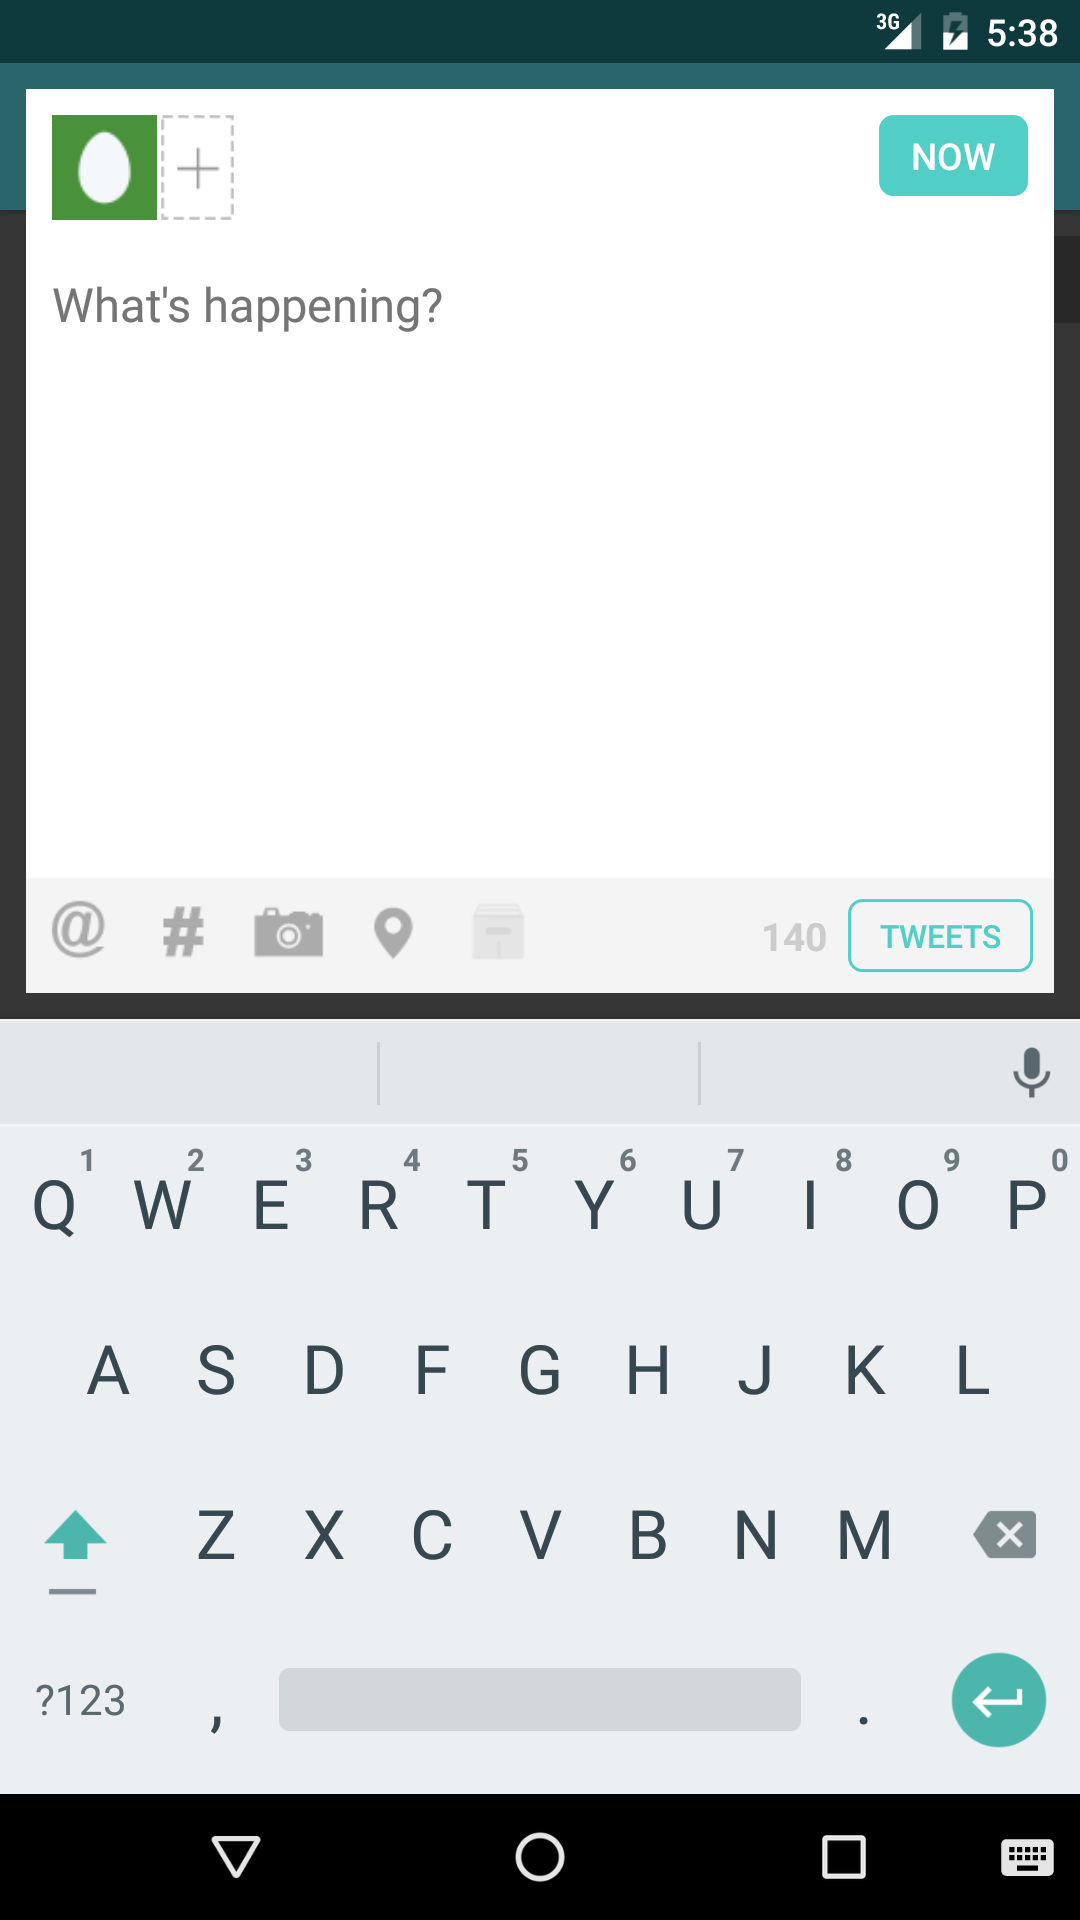 3G 5:38
NOW
What's happening?
@ # 140 TWEETS
1 2 3 4 5 6 7 8 9 0
Q W E R T Y U I O P
A S D F G H J K L
Z X C V B N M
?123 , .